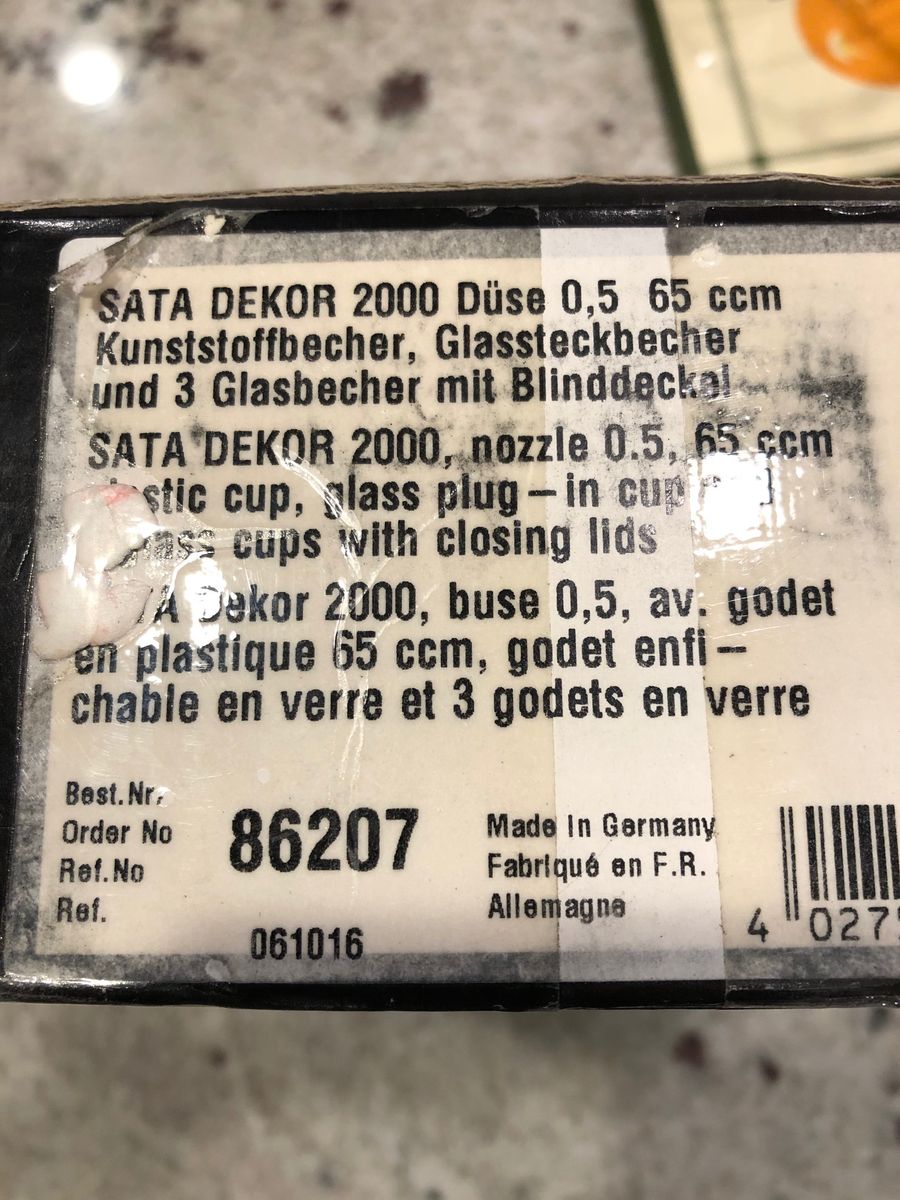 SATA DEKOR 2000 Düse 0,5 65 ccm
Kunststoffbecher, Glassteckbecher
und 3 Glasbecher mit Blinddeckel
SATA DEKOR 2000, nozzle 0.5, 65 ccm
cup, glass plug – in cup
cups with closing lids
Dekor 2000, buse 0,5, av. godet
en plastique 65 ccm, godet enfi –
chable en verre et 3 godets en verre
Best. Nr.
Order No
Ref. No
Ref.
86207
061016
Made In Germany
Fabriqué en F.R.
Allemagne
4 027